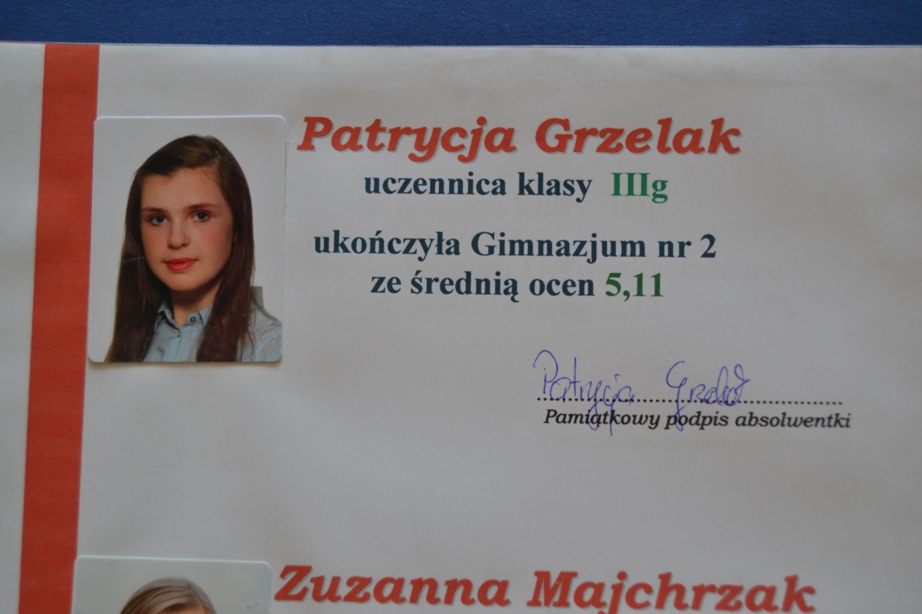 Patrycja Grzelak
uczennica klasy IIIg
ukończyła Gimnazjum nr 2
ze średnią ocen 5,11
Patrycja Grzelak
Pamiątkowy podpis absolwentki
Zuzanna Majchrzak